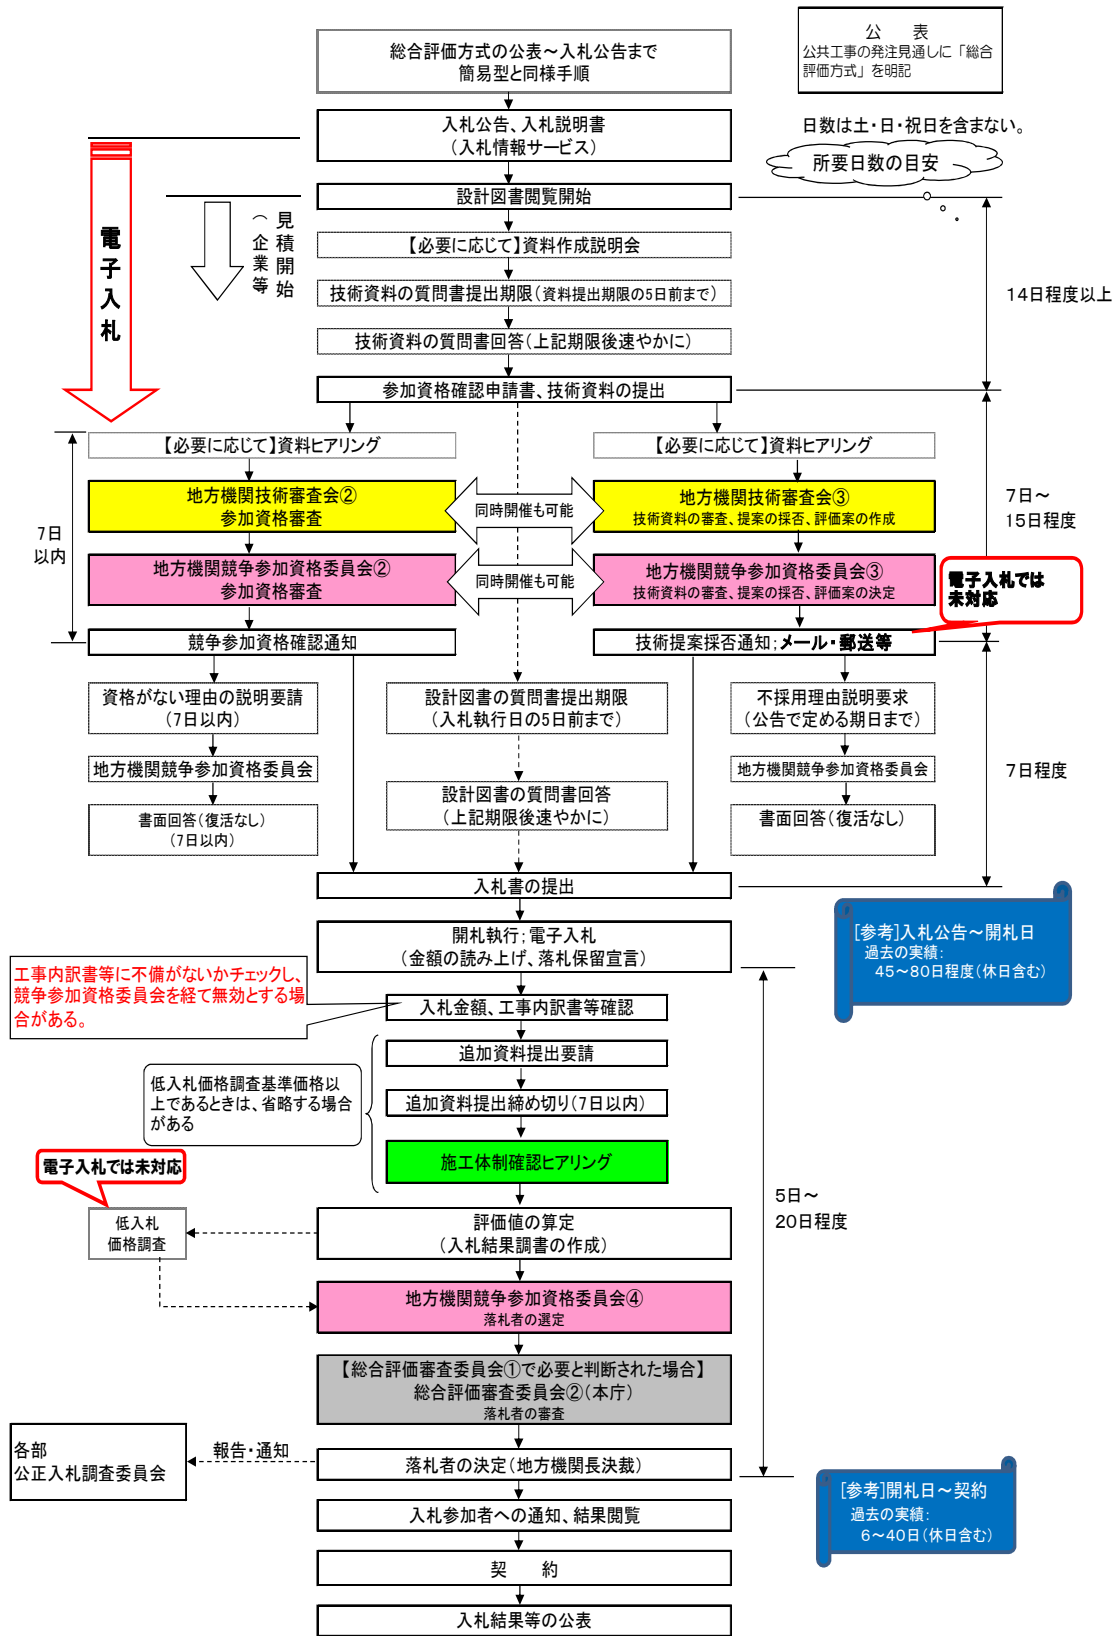 総合評価方式の公表～入札公告まで
簡易型と同様手順
公　表
公共工事の発注見通しに「総合
評価方式」を明記
入札公告、入札説明書
(入札情報サービス)
日数は土・日・祝日を含まない。
所要日数の目安
設計図書閲覧開始
電子入札
見積開始
(企業等
【必要に応じて】資料作成説明会
技術資料の質問書提出期限(資料提出期限の5日前まで)
14日程度以上
技術資料の質問書回答(上記期限後速やかに)
参加資格確認申請書、技術資料の提出
【必要に応じて】資料ヒアリング
【必要に応じて】資料ヒアリング
地方機関技術審査会②
参加資格審査
同時開催も可能
地方機関技術審査会③
技術資料の審査、提案の採否、評価案の作成
7日～
15日程度
7日
以内
地方機関競争参加資格委員会②
参加資格審査
同時開催も可能
地方機関競争参加資格委員会③
技術資料の審査、提案の採否、評価案の決定
電子入札では
未対応
競争参加資格確認通知
技術提案採否通知;メール・郵送等
資格がない理由の説明要請
(7日以内)
設計図書の質問書提出期限
(入札執行日の5日前まで)
不採用理由説明要求
(公告で定める期日まで)
地方機関競争参加資格委員会
地方機関競争参加資格委員会
7日程度
書面回答(復活なし)
(7日以内)
設計図書の質問書回答
(上記期限後速やかに)
書面回答(復活なし)
入札書の提出
開札執行;電子入札
(金額の読み上げ、落札保留宣言)
[参考]入札公告～開札日
過去の実績:
45～80日程度(休日含む)
工事内訳書等に不備がないかチェックし、
競争参加資格委員会を経て無効とする場
合がある。
入札金額、工事内訳書等確認
追加資料提出要請
低入札価格調査基準価格以
上であるときは、省略する場合
がある
追加資料提出締め切り(7日以内)
施工体制確認ヒアリング
電子入札では未対応
5日～
20日程度
低入札
価格調査
評価値の算定
(入札結果調書の作成)
地方機関競争参加資格委員会④
落札者の選定
【総合評価審査委員会①で必要と判断された場合】
総合評価審査委員会②(本庁)
落札者の審査
各部
公正入札調査委員会
報告・通知
落札者の決定(地方機関長決裁)
[参考]開札日～契約
過去の実績:
6～40日(休日含む)
入札参加者への通知、結果閲覧
契　約
入札結果等の公表